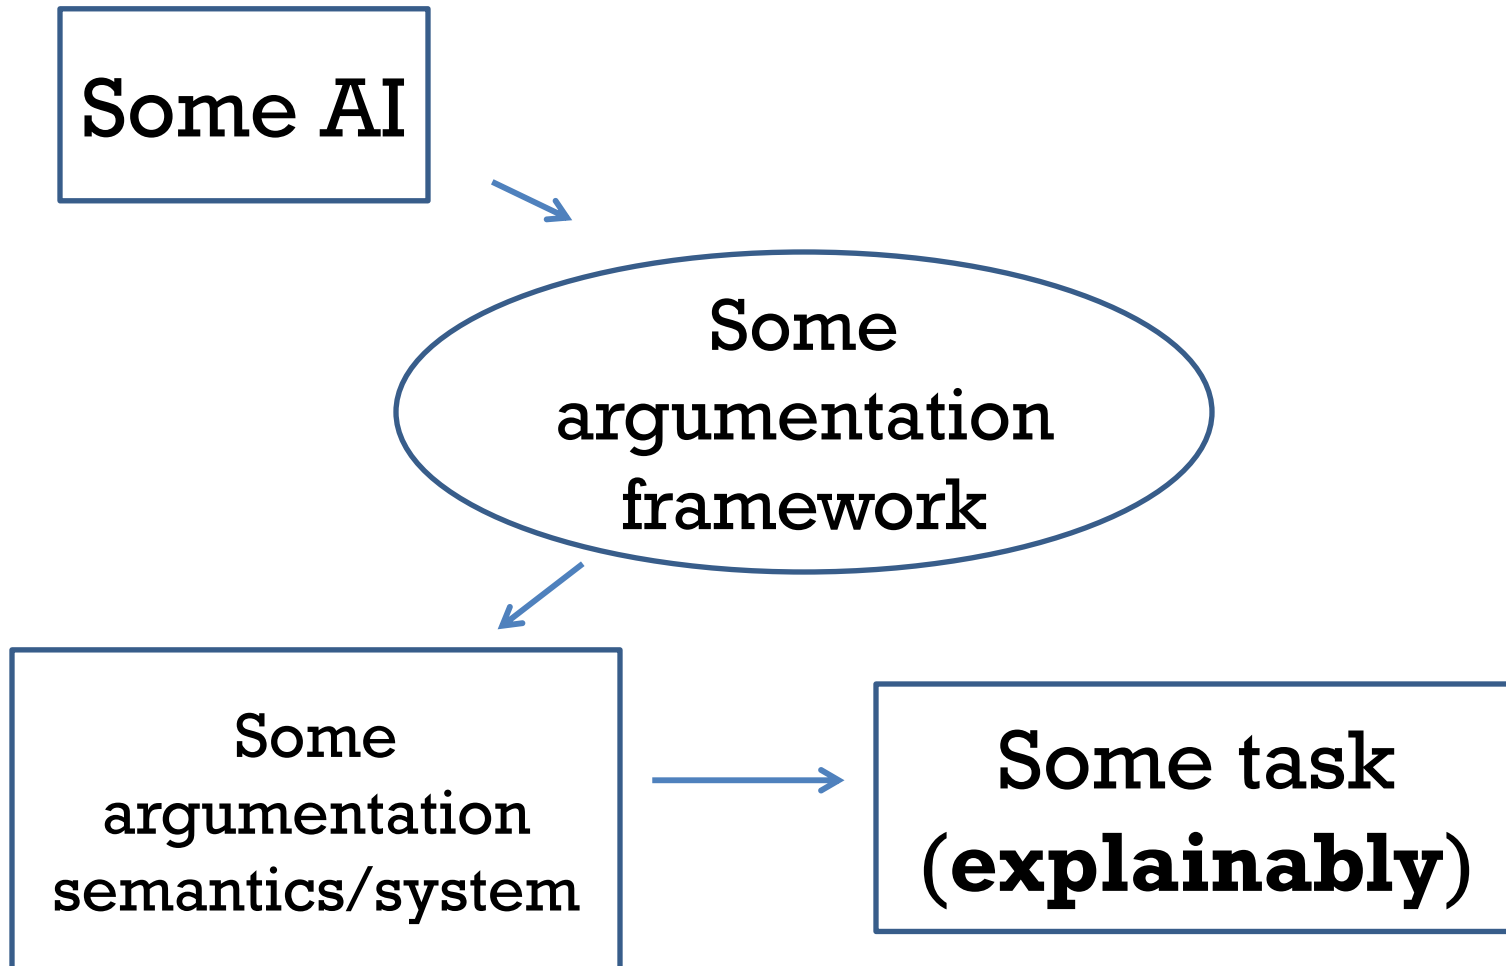 Some AI
Some
argumentation
framework
Some
argumentation
semantics/system
Some task
(explainably)